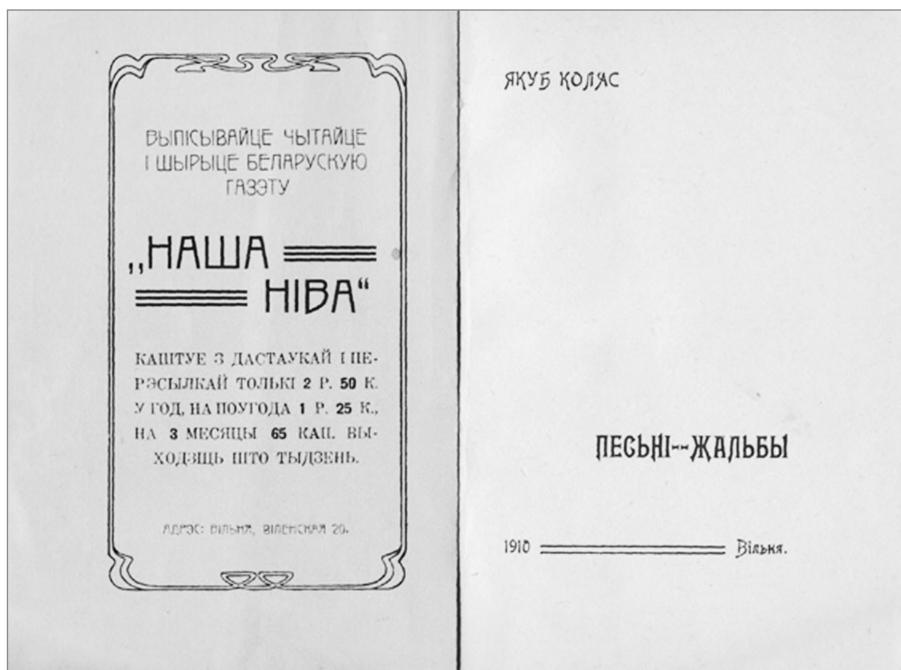 ВЫПІСЫВАЙЦЕ ЧЫТАЙЦЕ
І ШЫРЫЦЕ БЕЛАРУСКУЮ
ГАЗЭТУ
„НАША
НІВА“
КАШТУЕ З ДАСТАУКАЙ І ПЕ-
РЭСЫЛКАЙ ТОЛЬКІ 2 Р. 50 К.
У ГОД, НА ПОУГОДА 1 Р. 25 К.,
НА 3 МЕСЯЦЫ 65 КАП. ВЫ-
ХОДЗІЦЬ ШТО ТЫДЗЕНЬ.
АДРЭС: ВІЛЬНЯ, ВІЛЕНСКАЯ 20.
ЯКУБ КОЛАС
ПЕСЬНІ--ЖАЛЬБЫ
1910 Вільня.